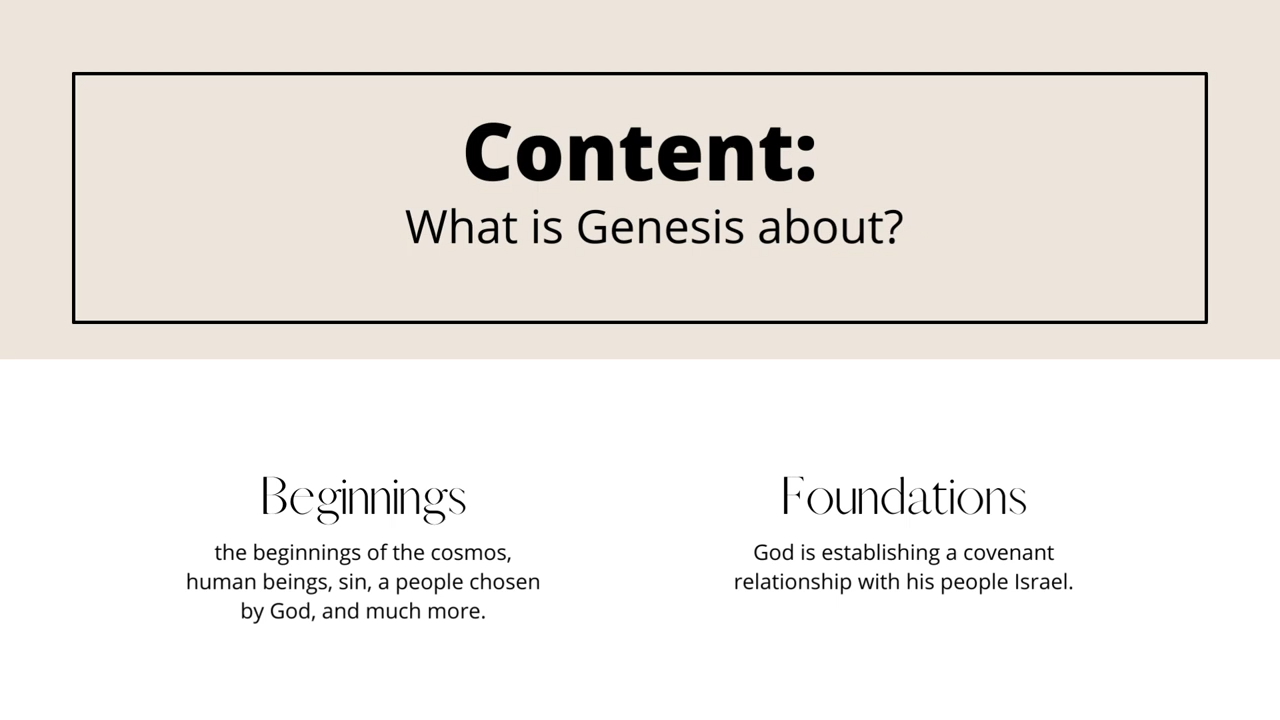 Content:
What is Genesis about?
Beginnings
the beginnings of the cosmos,
human beings, sin, a people chosen
by God, and much more.
Foundations
God is establishing a covenant
relationship with his people Israel.